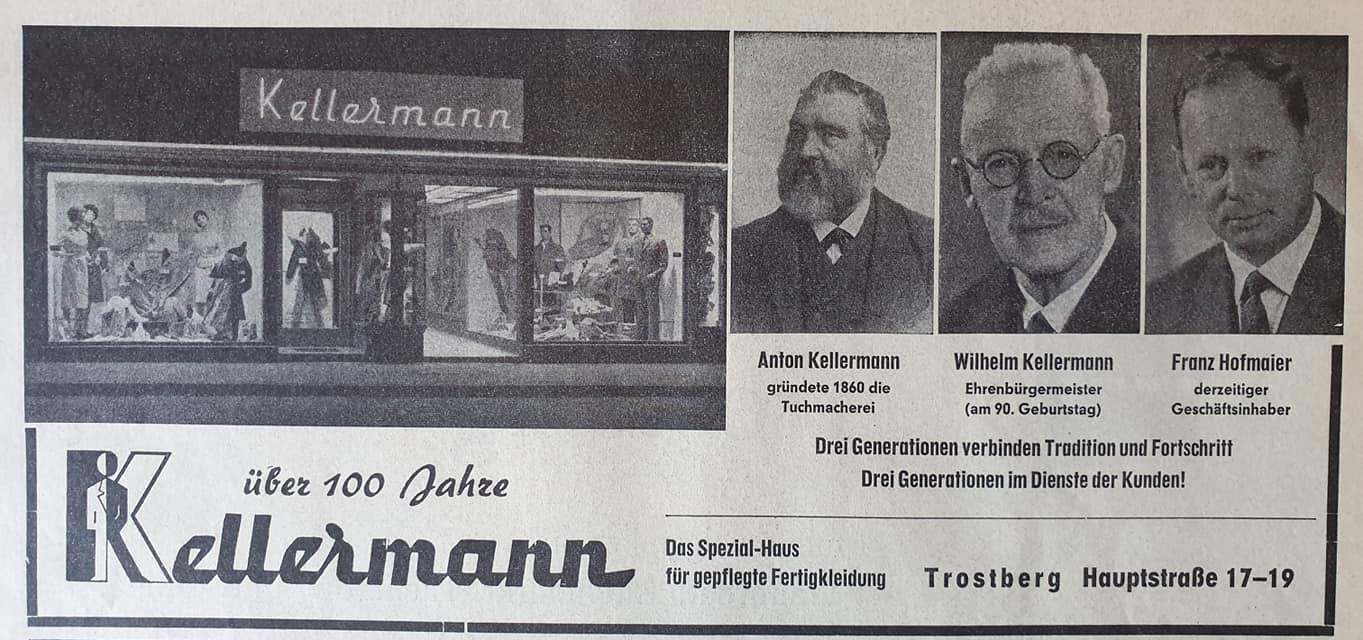 Kellermann
Anton Kellermann
gründete 1860 die
Tuchmacherei
Wilhelm Kellermann
Ehrenbürgermeister
(am 90. Geburtstag)
Franz Hofmaier
derzeitiger
Geschäftsinhaber
Drei Generationen verbinden Tradition und Fortschritt
Drei Generationen im Dienste der Kunden!
über 100 Jahre
Kellermann
Das Spezial-Haus
für gepflegte Fertigkleidung
Trostberg Hauptstraße 17–19